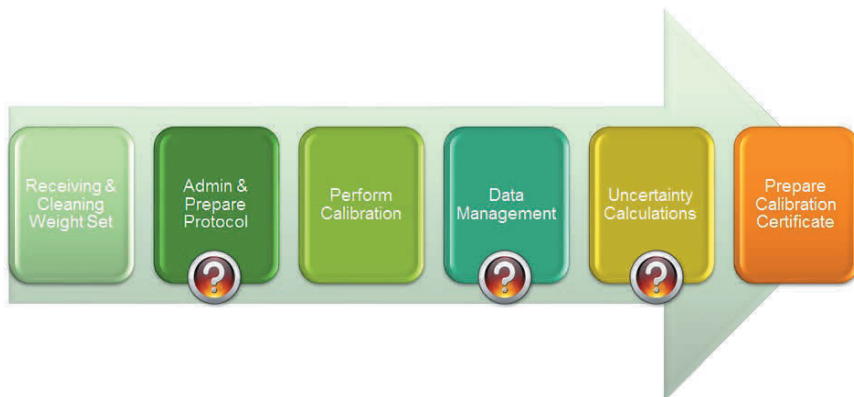 Receiving &
Cleaning
Weight Set
Admin &
Prepare
Protocol
?
Perform
Calibration
Data
Management
?
Uncertainty
Calculations
?
Prepare
Calibration
Certificate